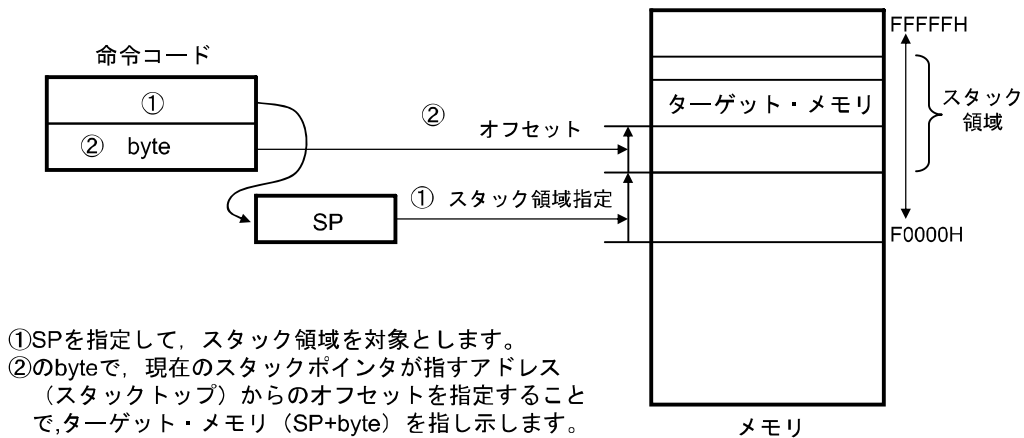 FFFFFH
命令コード
①
② byte
②
オフセット
ターゲット・メモリ
スタック
領域
SP
① スタック領域指定
F0000H
①SPを指定して，スタック領域を対象とします。
②のbyteで，現在のスタックポインタが指すアドレス
（スタックトップ）からのオフセットを指定すること
で,ターゲット・メモリ（SP+byte）を指し示します。
メモリ